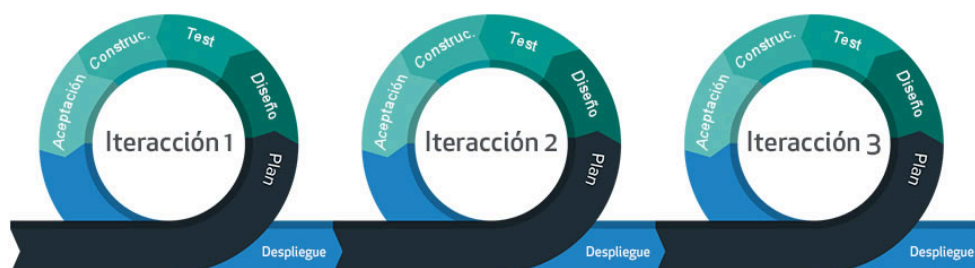 Aceptación
Construc.
Test
Diseño
Plan
Iteracción 1
Despliegue
Aceptación
Construc.
Test
Diseño
Plan
Iteracción 2
Despliegue
Aceptación
Construc.
Test
Diseño
Plan
Iteracción 3
Despliegue